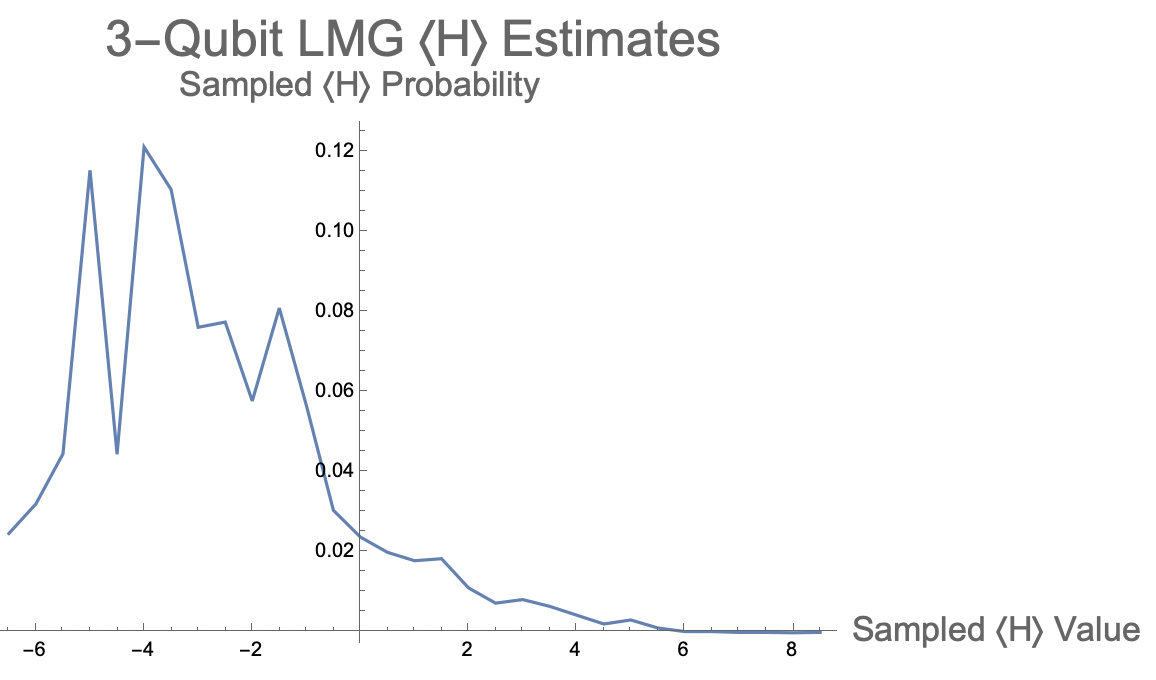 3−Qubit LMG ⟨H⟩ Estimates
Sampled ⟨H⟩ Probability
0.12
0.10
0.08
0.06
0.04
0.02
−6 −4 −2 2 4 6 8
Sampled ⟨H⟩ Value